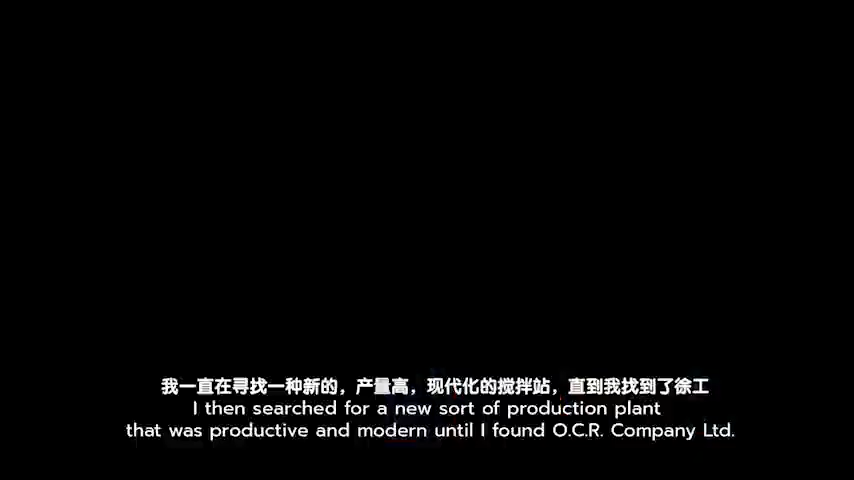 我一直在寻找一种新的，产量高，现代化的搅拌站，直到我找到了徐工
I then searched for a new sort of production plant
that was productive and modern until I found O.C.R. Company Ltd.